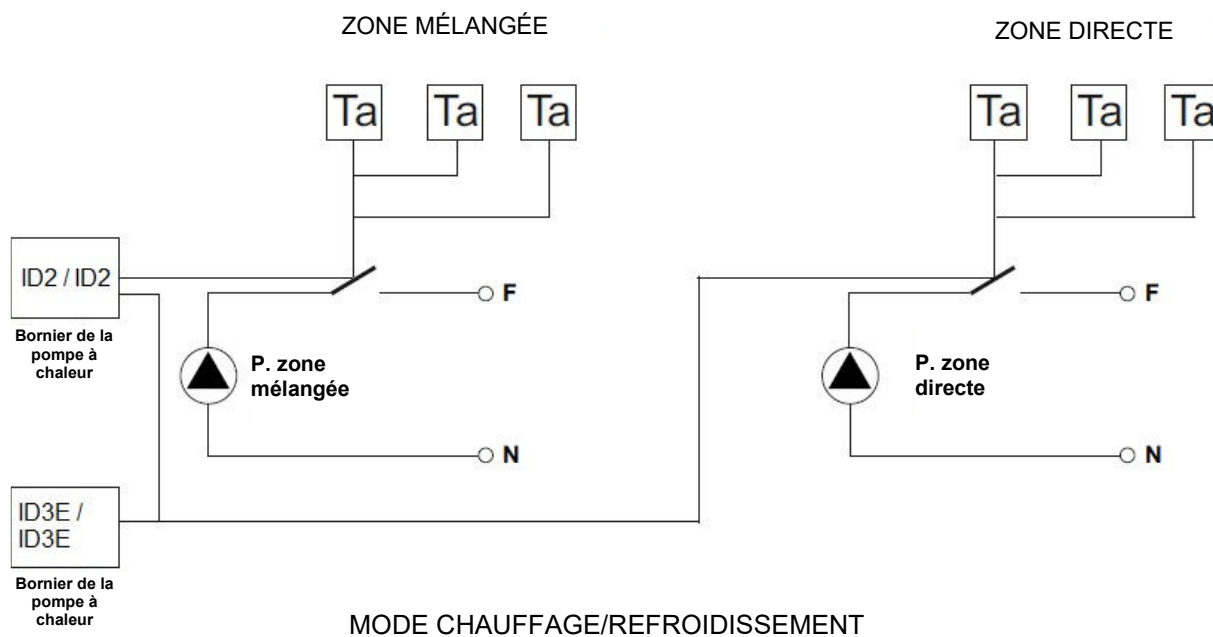 ZONE MÉLANGÉE
ZONE DIRECTE
Ta
Ta
Ta
Ta
Ta
Ta
ID2 / ID2
Bornier de la
pompe à
chaleur
F
P. zone
mélangée
N
F
P. zone
directe
N
ID3E /
ID3E
Bornier de la
pompe à
chaleur
MODE CHAUFFAGE/REFROIDISSEMENT